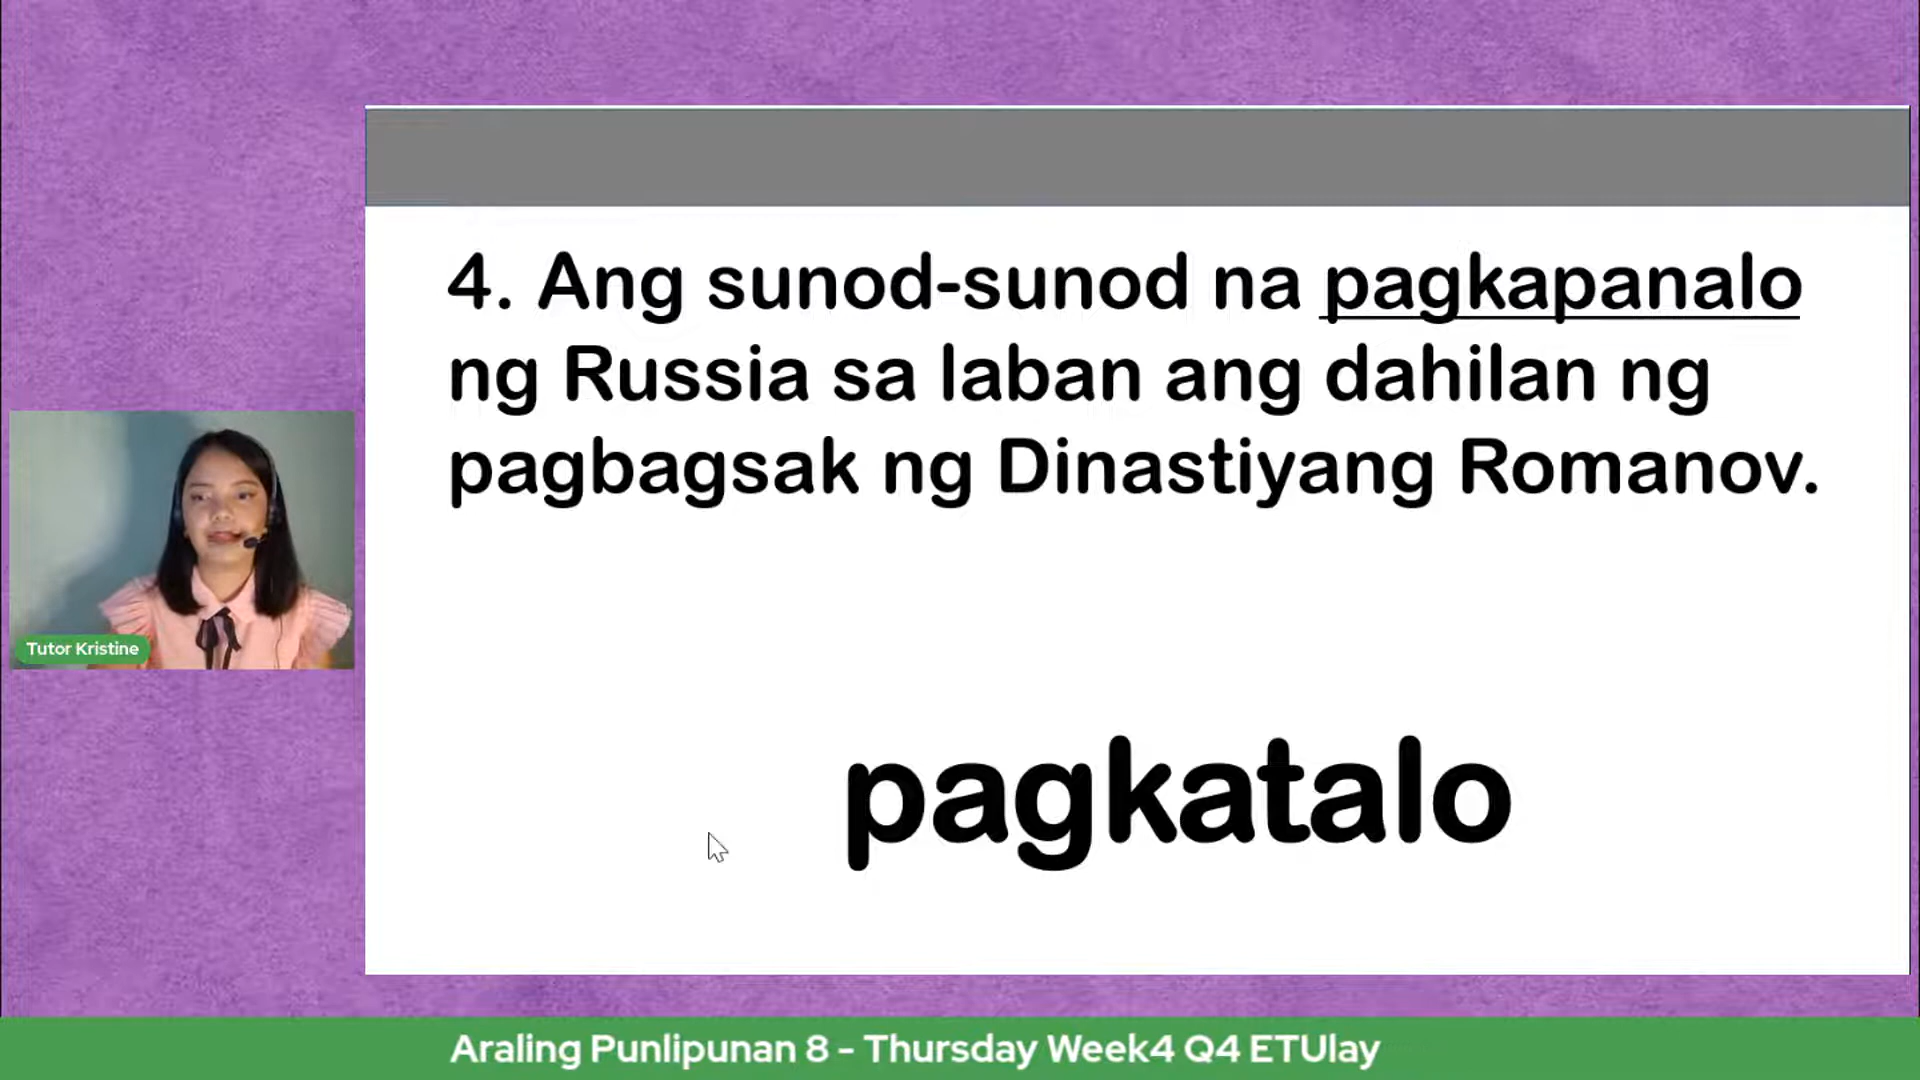 4. Ang sunod-sunod na pagkapanalo
ng Russia sa laban ang dahilan ng
pagbagsak ng Dinastiyang Romanov.
pagkatalo
Tutor Kristine
Araling Punlipunan 8 - Thursday Week4 Q4 ETUlay